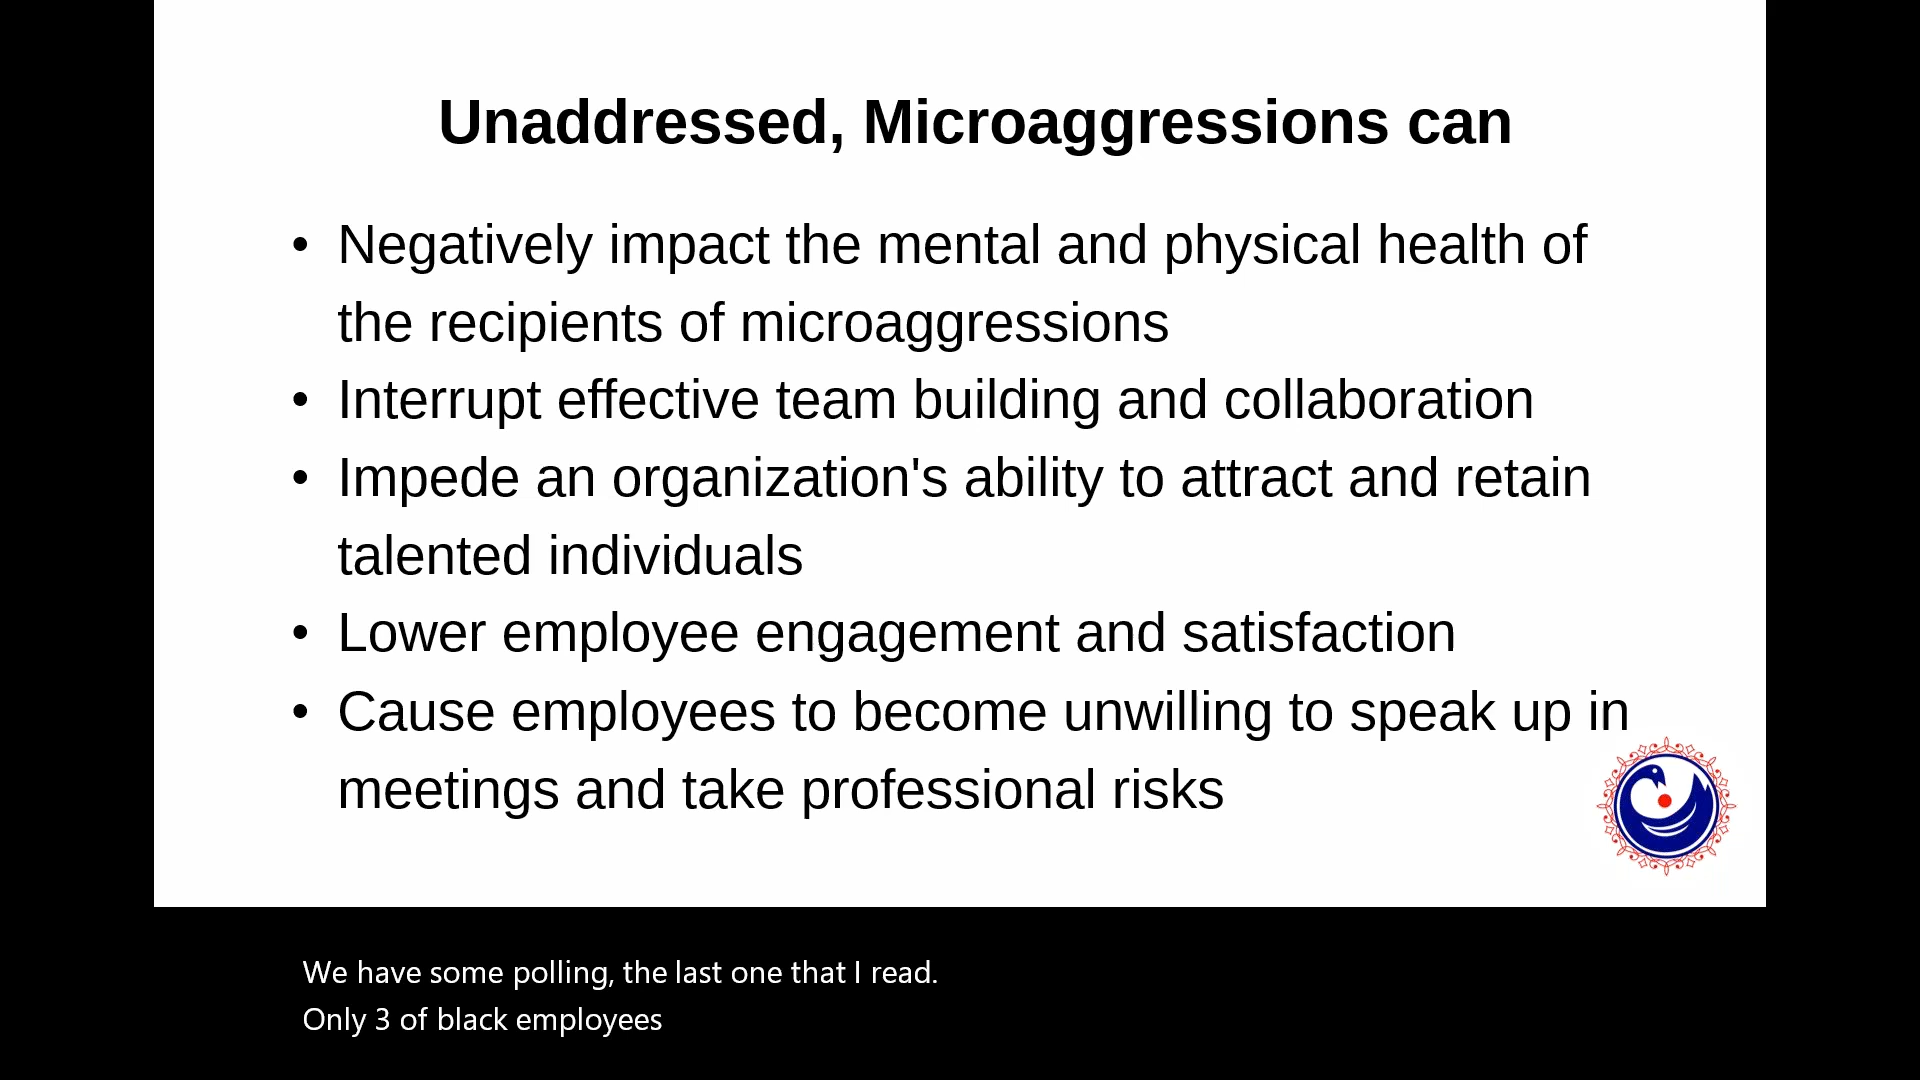 Unaddressed, Microaggressions can
• Negatively impact the mental and physical health of
the recipients of microaggressions
• Interrupt effective team building and collaboration
• Impede an organization's ability to attract and retain
talented individuals
• Lower employee engagement and satisfaction
• Cause employees to become unwilling to speak up in
meetings and take professional risks
We have some polling, the last one that I read.
Only 3 of black employees